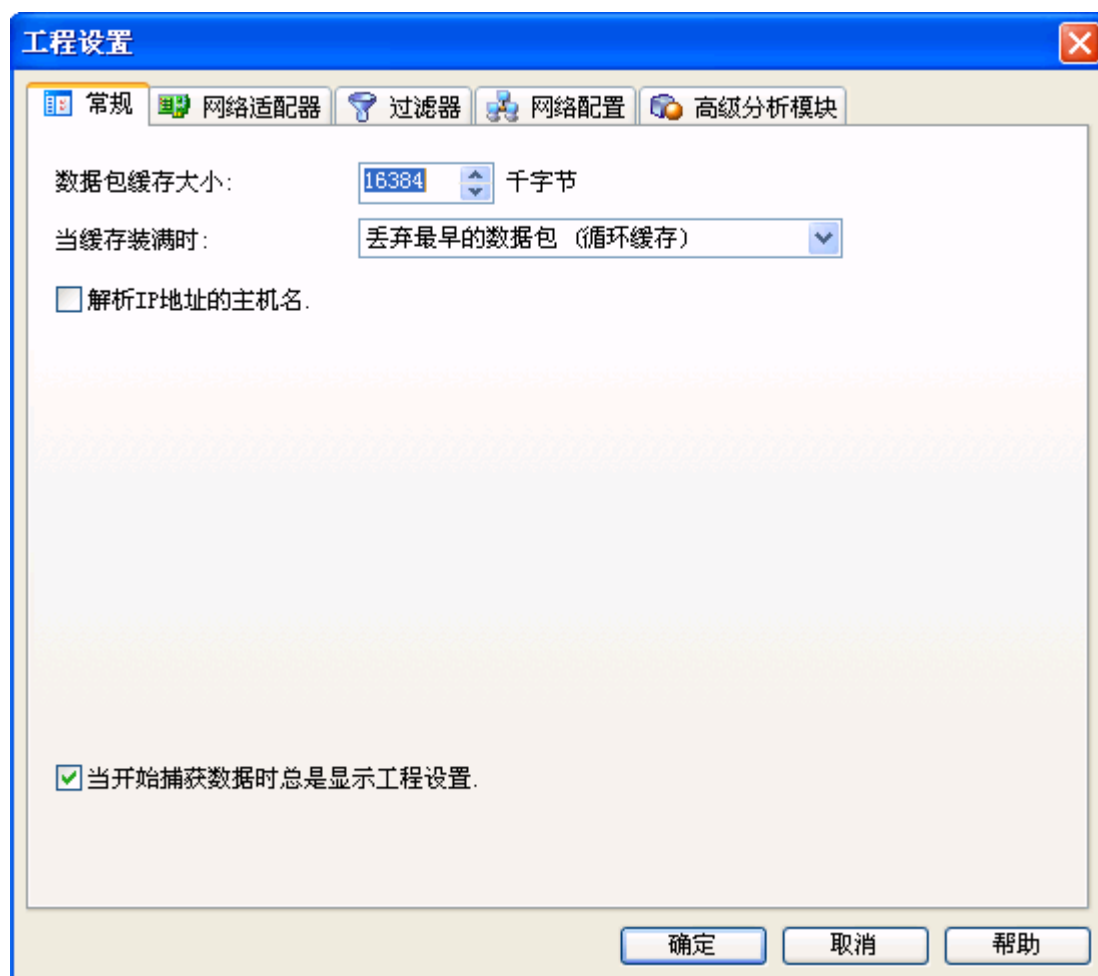 工程设置
常规 网络适配器 过滤器 网络配置 高级分析模块
数据包缓存大小: 16384 千字节
当缓存装满时: 丢弃最早的数据包 (循环缓存)
解析IP地址的主机名.
当开始捕获数据时总是显示工程设置.
确定 取消 帮助